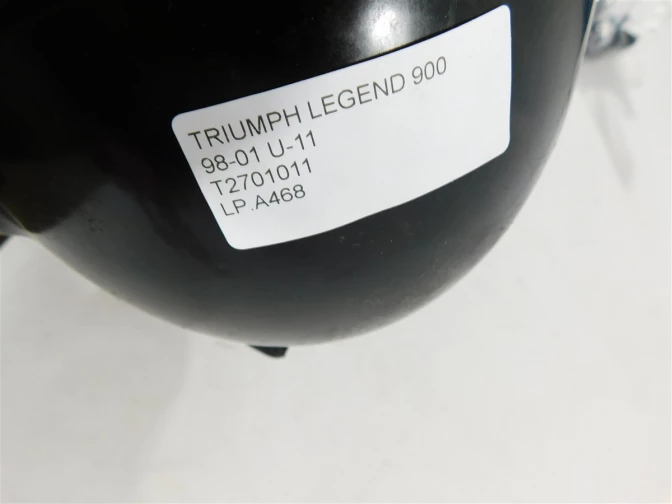 TRIUMPH LEGEND 900
98-01 U-11
T2701011
LP.A468